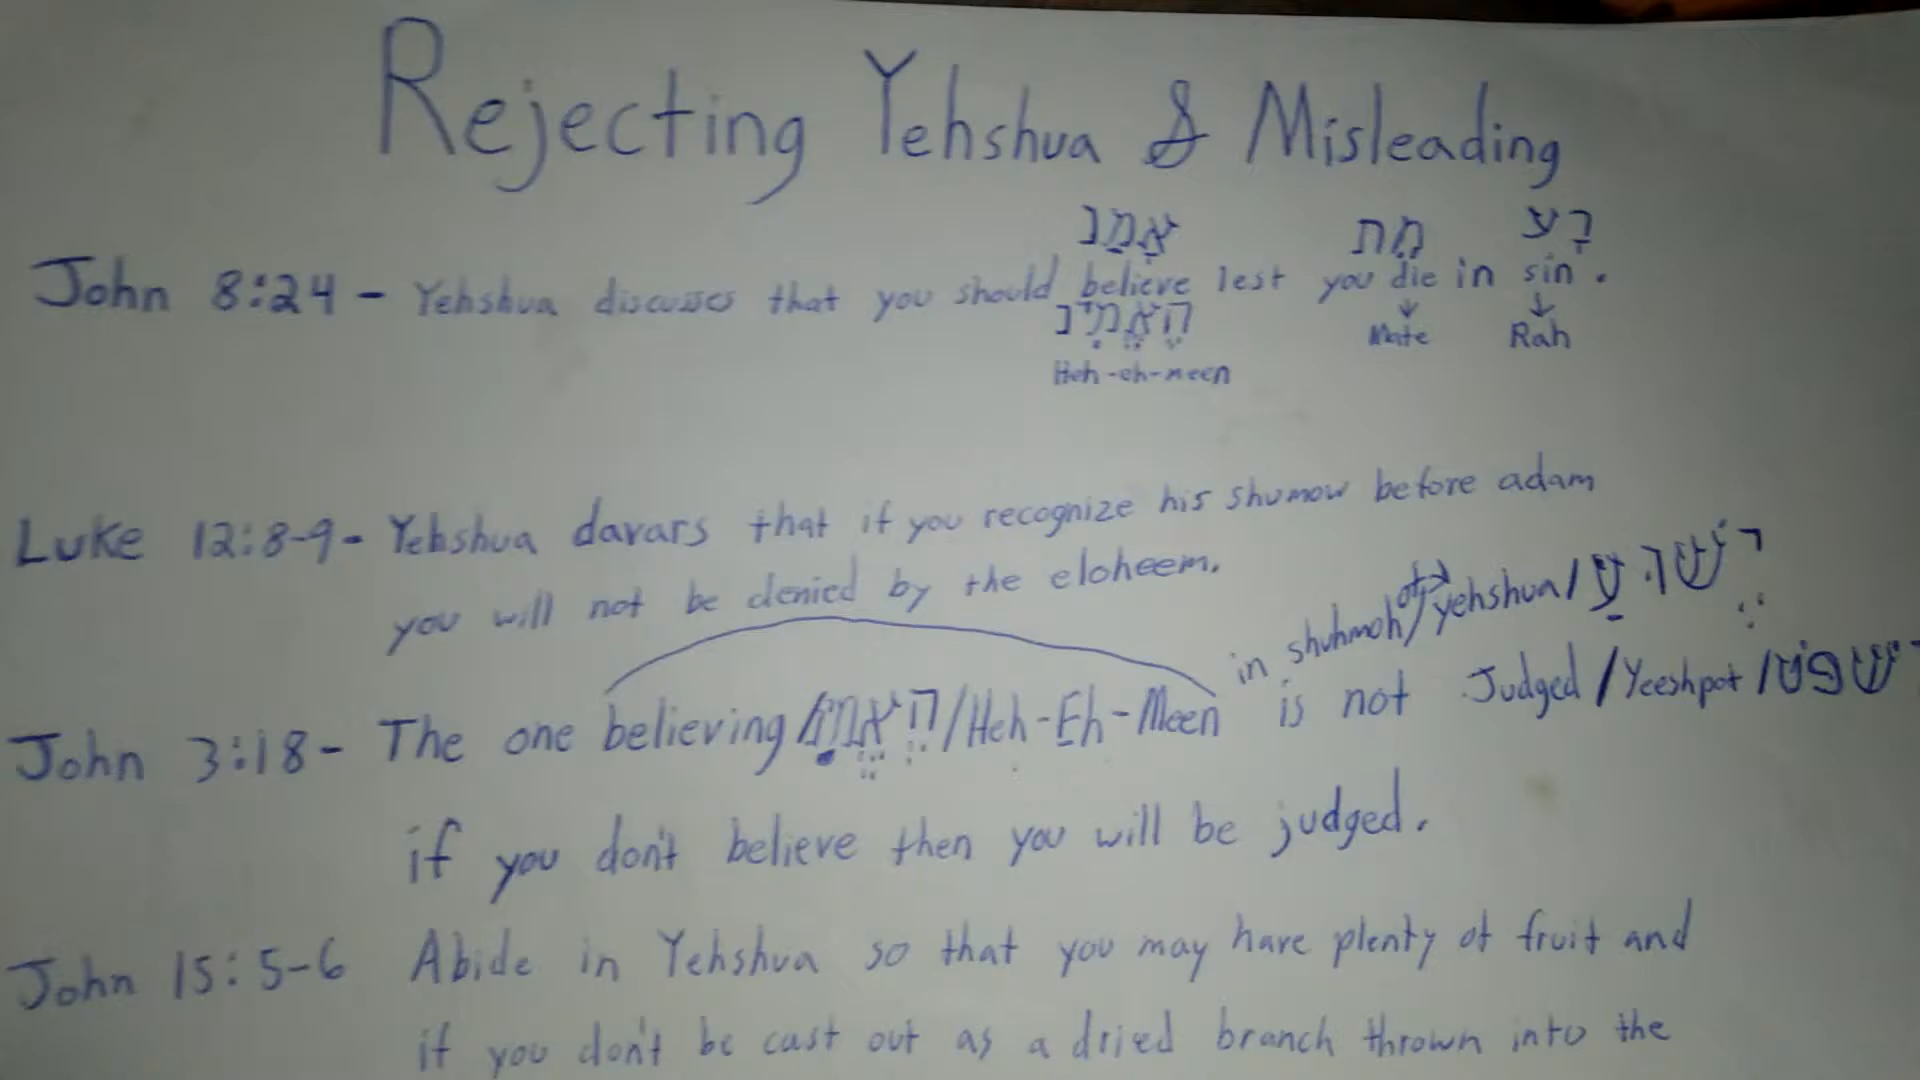 Rejecting Yehshua & Misleading
אָמַנ מֵת רָע
John 8:24 - Yehshua discusses that you should believe lest you die in sin.
הֶאֱמִינ Mate Rah
Heh-eh-meen
Luke 12:8-9 - Yehshua davars that if you recognize his shumow before adam
you will not be denied by the eloheem.
in shuhmoh of yehshua/
John 3:18 - The one believing / /Heh-Eh-Meen is not Judged /Yeeshpot /
if you don't believe then you will be judged.
John 15:5-6 Abide in Yehshua so that you may have plenty of fruit and
if you don't be cast out as a dried branch thrown into the